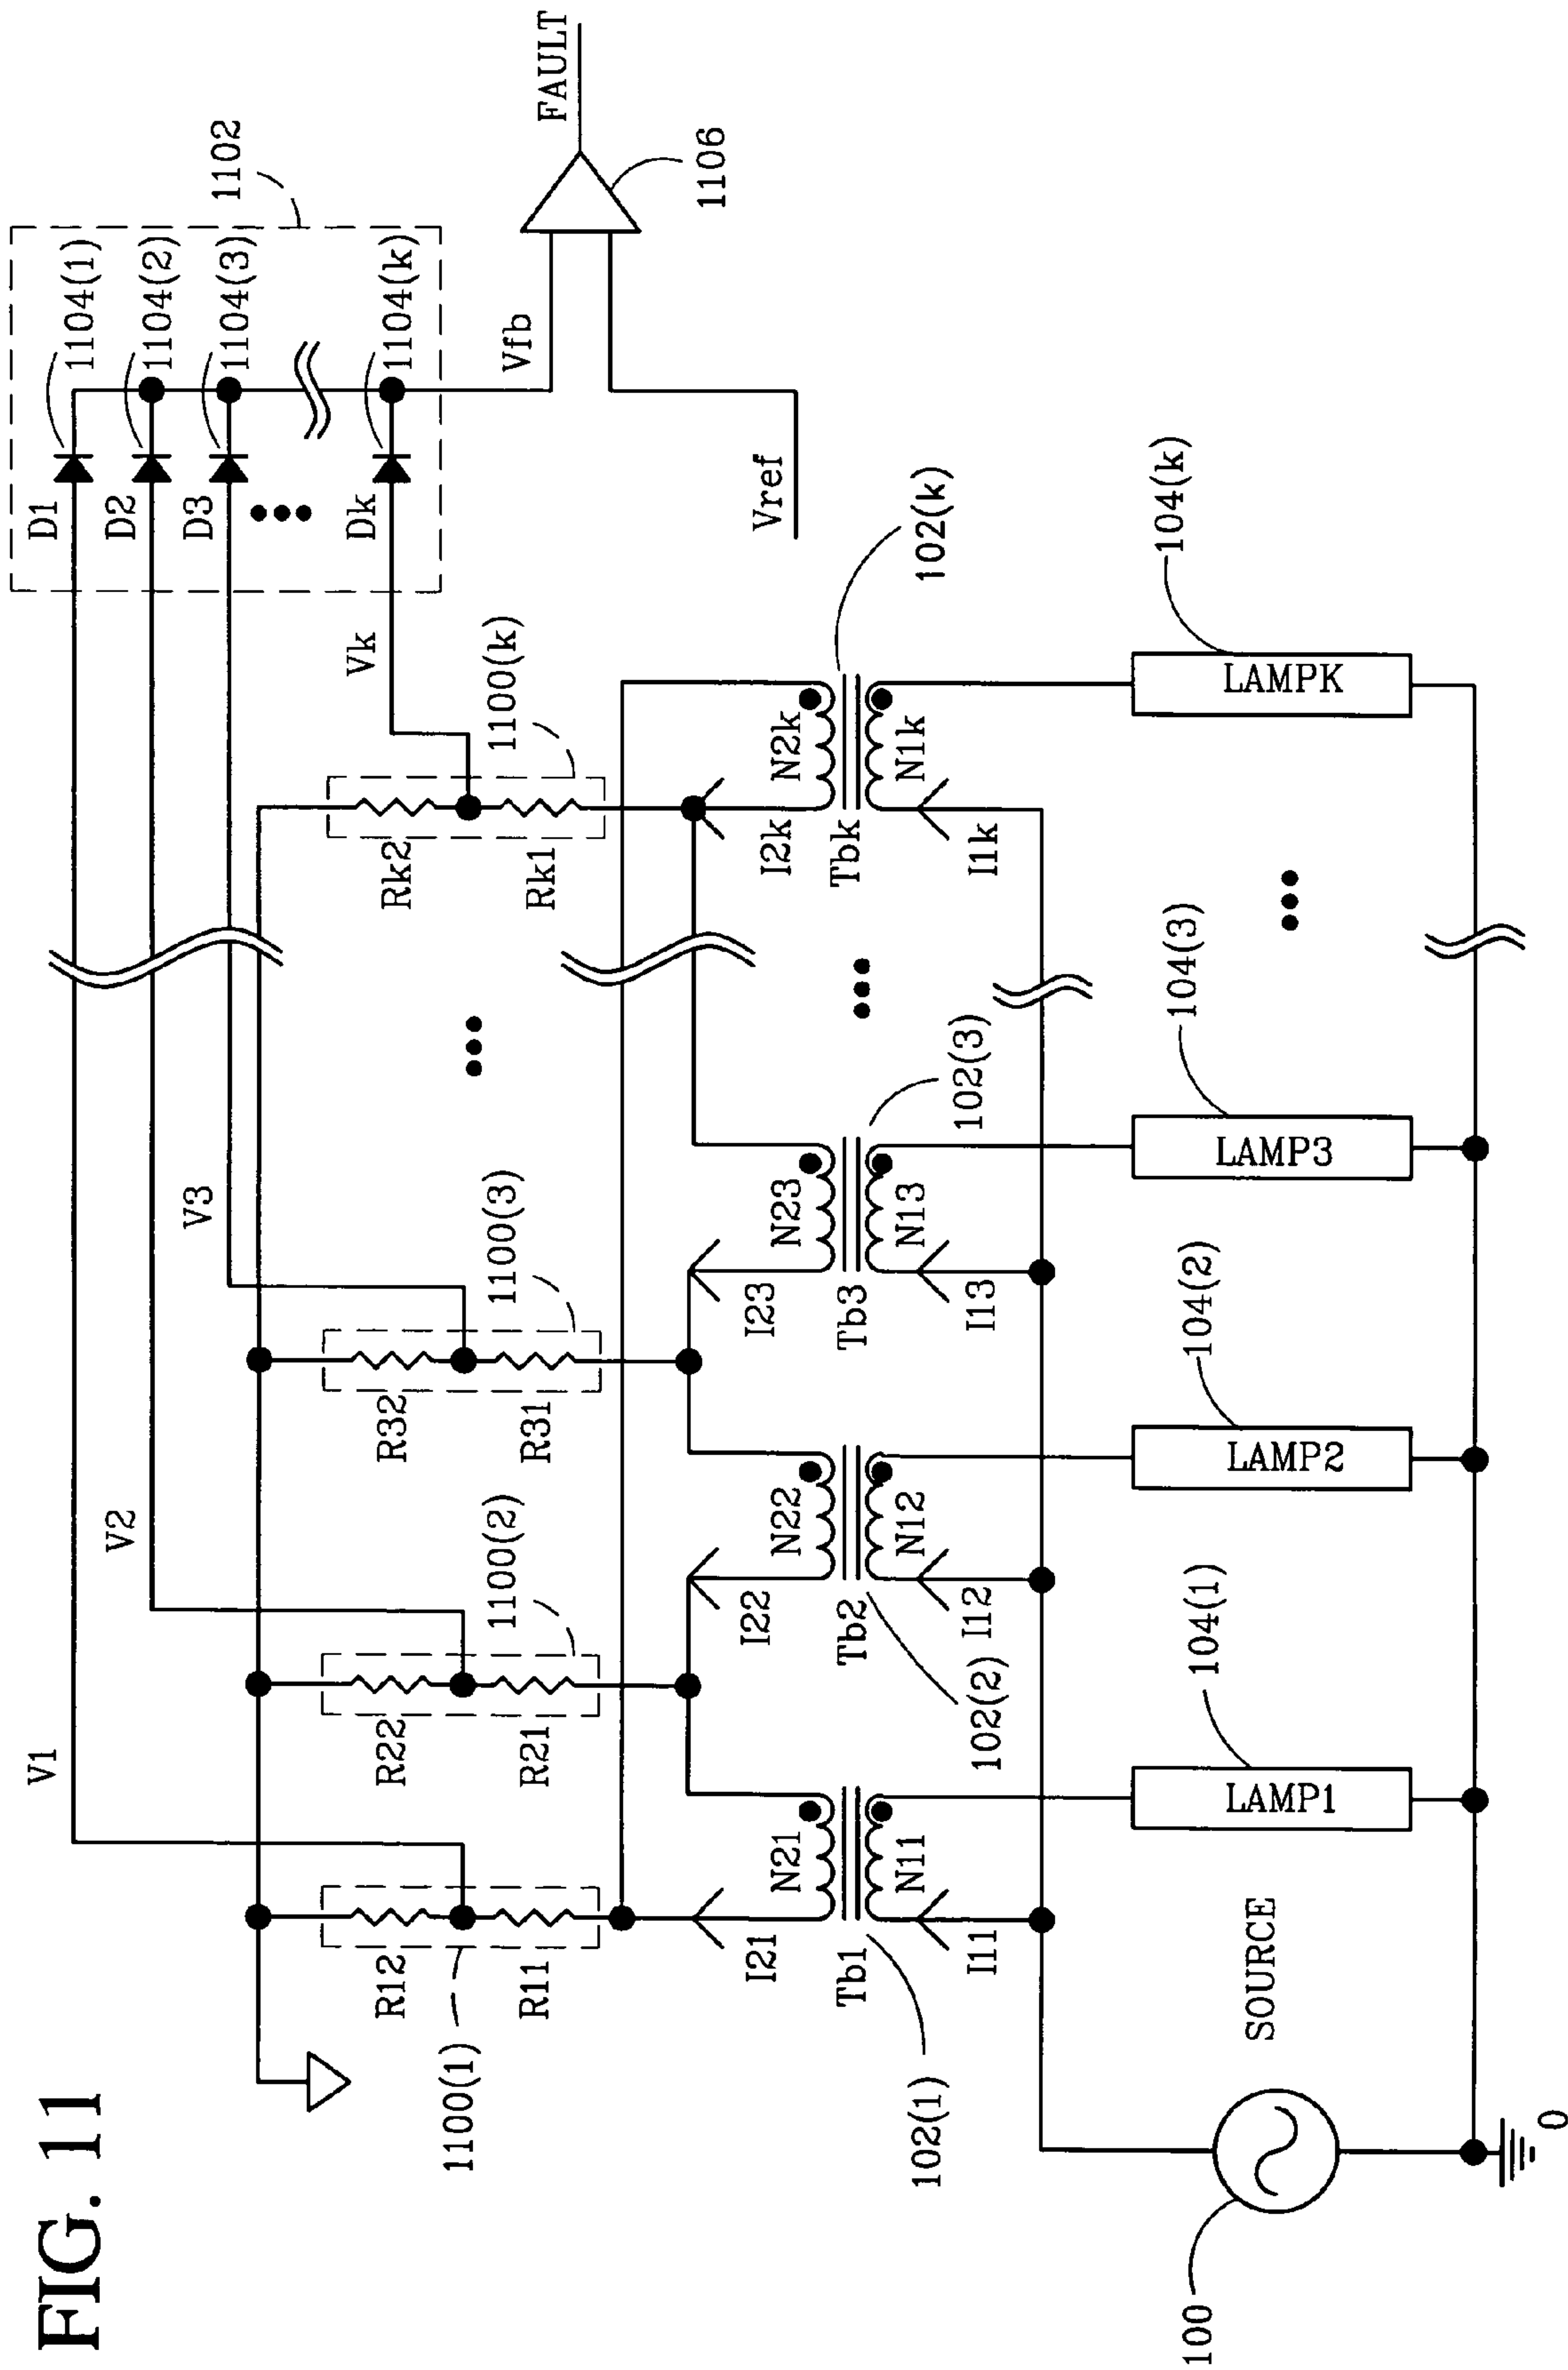 FIG. 11
1102
1104(1)
1104(2)
1104(3)
1104(k)
D1
D2
D3
Dk
V1
V2
V3
Vk
Vfb
FAULT
Vref
1106
R12
R22
R32
Rk2
R11
R21
R31
Rk1
1100(1)
1100(2)
1100(3)
1100(k)
I21
I22
I23
I2k
N21
N22
N23
N2k
Tb1
Tb2
Tb3
Tbk
N11
N12
N13
N1k
I11
I12
I13
I1k
102(1)
102(2)
102(3)
102(k)
104(1)
104(2)
104(3)
104(k)
SOURCE
LAMP1
LAMP2
LAMP3
LAMPK
100
0